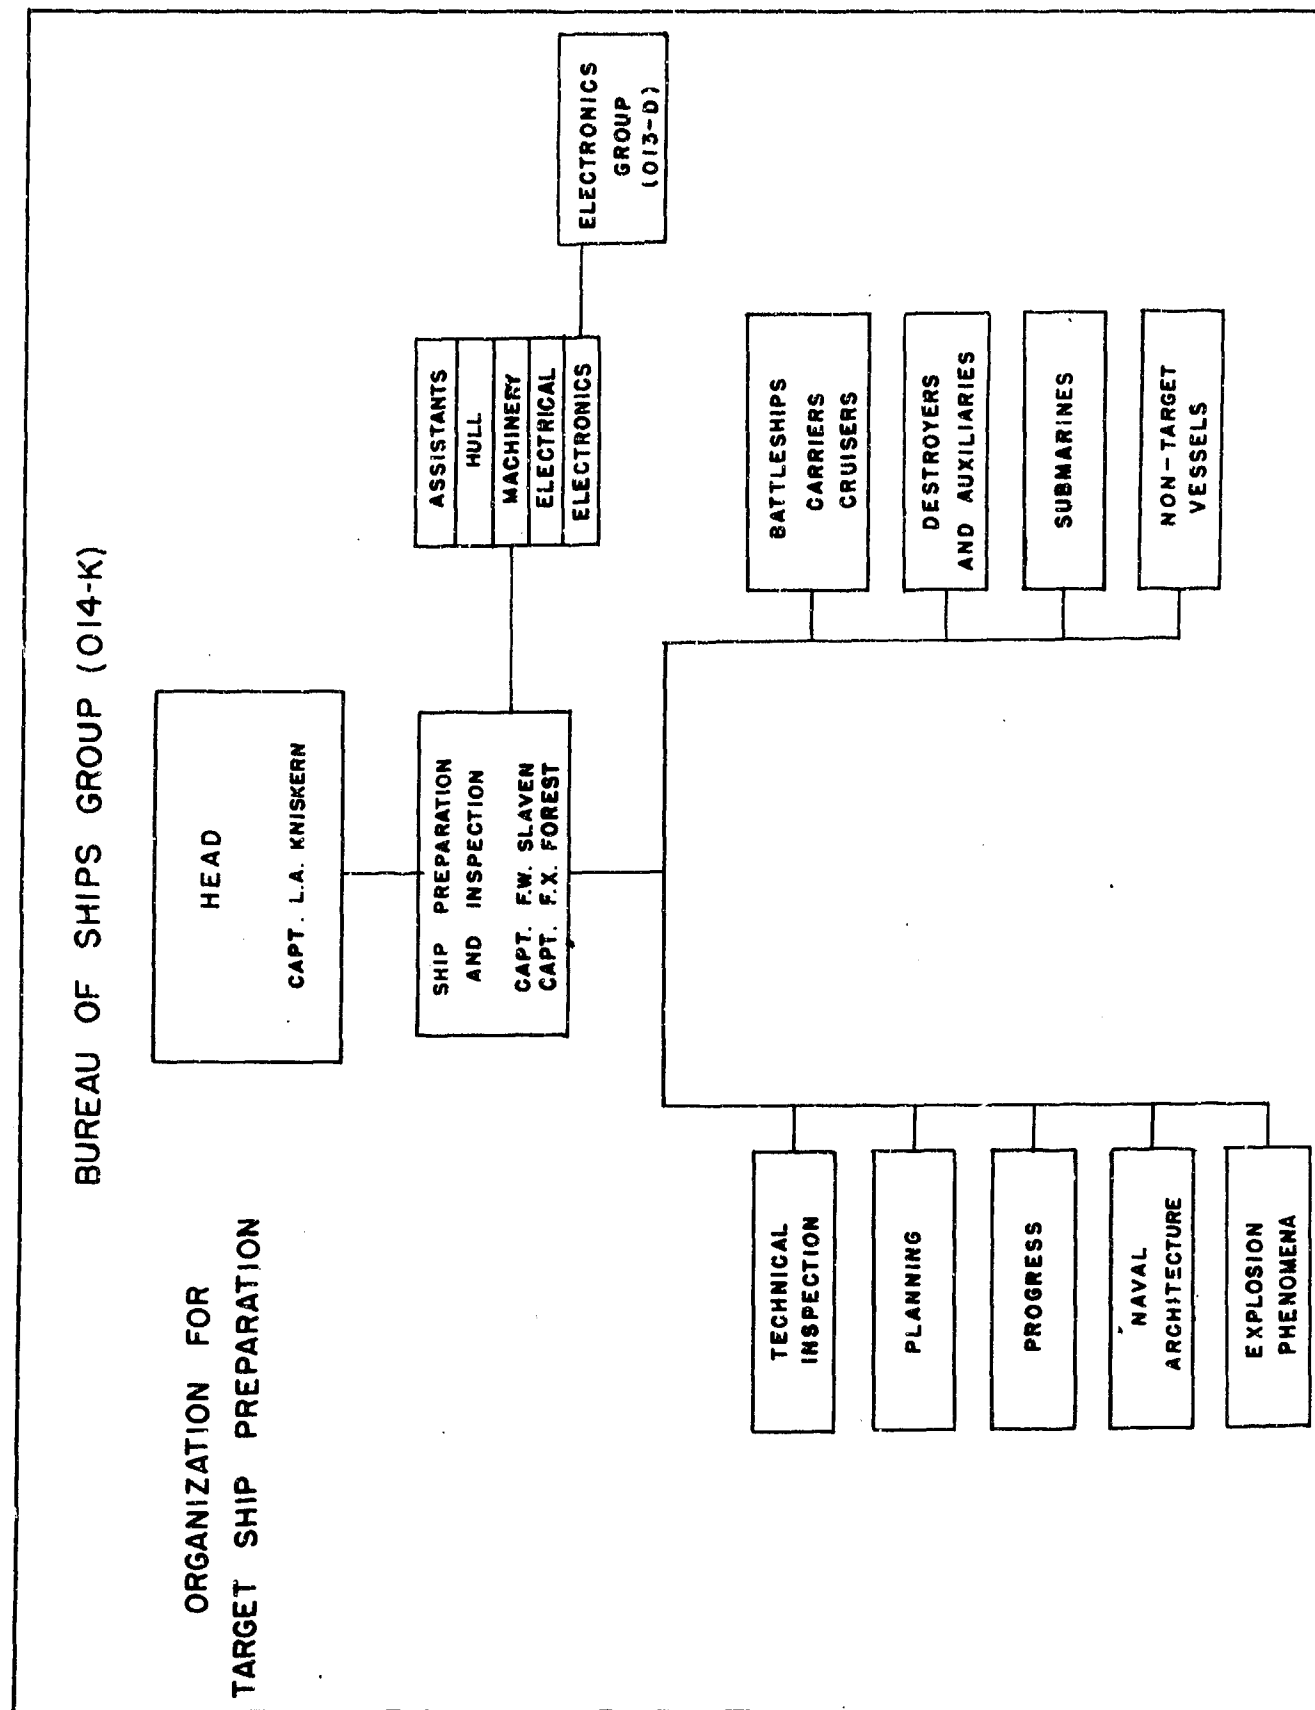 BUREAU OF SHIPS GROUP (014-K)
ORGANIZATION FOR
TARGET SHIP PREPARATION
HEAD
CAPT. L.A. KNISKERN
SHIP PREPARATION
AND INSPECTION
CAPT. F.W. SLAVEN
CAPT. F.X. FOREST
ASSISTANTS
HULL
MACHINERY
ELECTRICAL
ELECTRONICS
ELECTRONICS
GROUP
(013-D)
TECHNICAL
INSPECTION
PLANNING
PROGRESS
NAVAL
ARCHITECTURE
EXPLOSION
PHENOMENA
BATTLESHIPS
CARRIERS
CRUISERS
DESTROYERS
AND AUXILIARIES
SUBMARINES
NON-TARGET
VESSELS